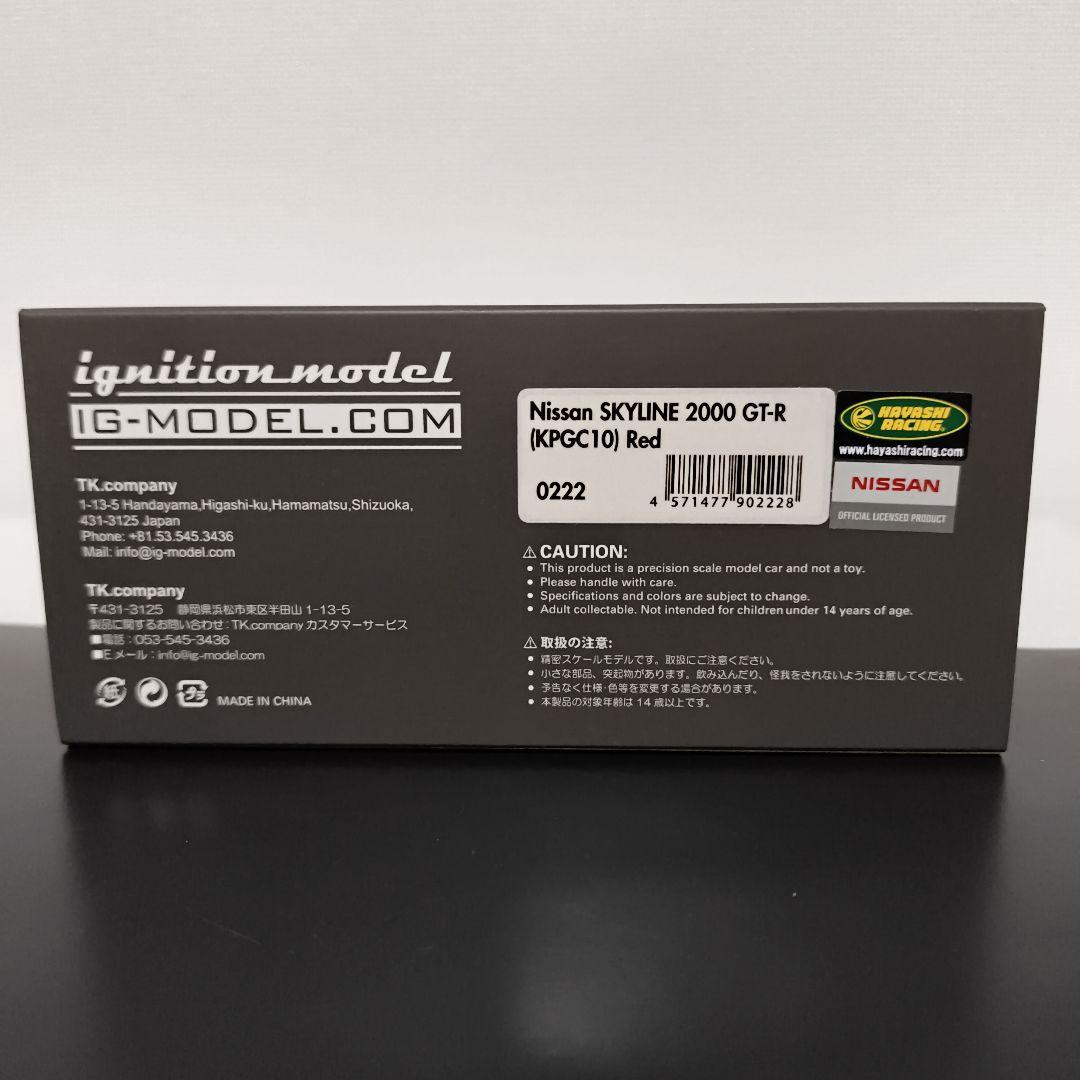 ignition model
IG-MODEL.COM
TK.company
1-13-5 Handayama,Higashi-ku,Hamamatsu,Shizuoka,
431-3125 Japan
Phone: +81.53.545.3436
Mail: info@ig-model.com
TK.company
〒431-3125 静岡県浜松市東区半田山 1-13-5
製品に関するお問い合わせ：TK.company カスタマーサービス
■電話：053-545-3436
■Eメール：info@ig-model.com
紙
プラ
MADE IN CHINA
Nissan SKYLINE 2000 GT-R
(KPGC10) Red
0222
4 571477 902228
HAYASHI
RACING
www.hayashiracing.com
NISSAN
OFFICIAL LICENSED PRODUCT
⚠ CAUTION:
• This product is a precision scale model car and not a toy.
• Please handle with care.
• Specifications and colors are subject to change.
• Adult collectable. Not intended for children under 14 years of age.
⚠ 取扱の注意:
• 精密スケールモデルです。取扱にご注意ください。
• 小さな部品、突起物があります。飲み込んだり、怪我をされないように注意してください。
• 予告なく仕様・色等を変更する場合があります。
• 本製品の対象年齢は 14 歳以上です。